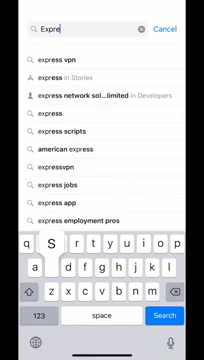 Expre
Cancel
express vpn
express in Stories
express network sol...limited in Developers
express
express scripts
american express
expressvpn
express jobs
express app
express employment pros
q S r t y u i o p
a d f g h j k l
z x c v b n m
123 space Search